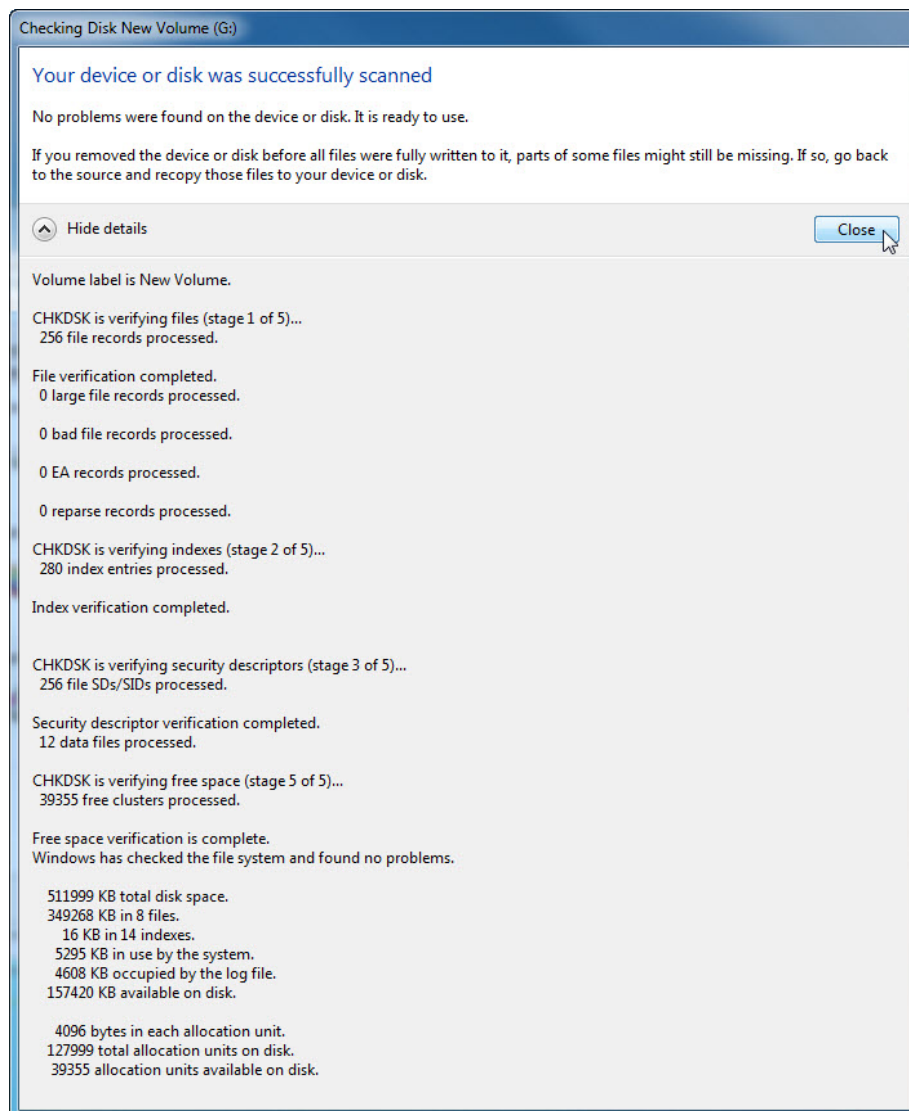 Checking Disk New Volume (G:)
Your device or disk was successfully scanned
No problems were found on the device or disk. It is ready to use.
If you removed the device or disk before all files were fully written to it, parts of some files might still be missing. If so, go back
to the source and recopy those files to your device or disk.
Hide details
Close
Volume label is New Volume.
CHKDSK is verifying files (stage 1 of 5)...
256 file records processed.
File verification completed.
0 large file records processed.
0 bad file records processed.
0 EA records processed.
0 reparse records processed.
CHKDSK is verifying indexes (stage 2 of 5)...
280 index entries processed.
Index verification completed.
CHKDSK is verifying security descriptors (stage 3 of 5)...
256 file SDs/SIDs processed.
Security descriptor verification completed.
12 data files processed.
CHKDSK is verifying free space (stage 5 of 5)...
39355 free clusters processed.
Free space verification is complete.
Windows has checked the file system and found no problems.
511999 KB total disk space.
349268 KB in 8 files.
16 KB in 14 indexes.
5295 KB in use by the system.
4608 KB occupied by the log file.
157420 KB available on disk.
4096 bytes in each allocation unit.
127999 total allocation units on disk.
39355 allocation units available on disk.